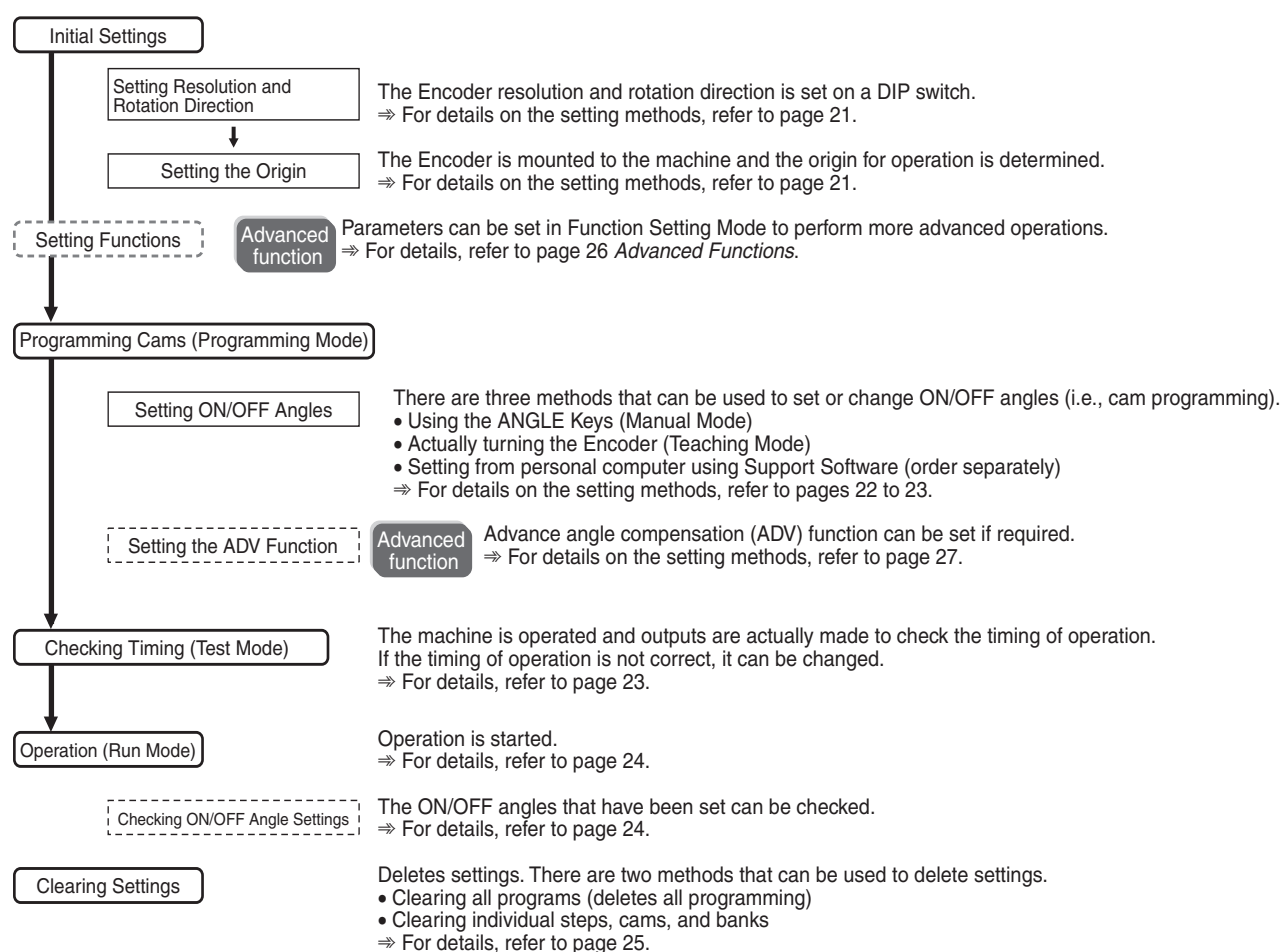 Initial Settings
Setting Resolution and
Rotation Direction
The Encoder resolution and rotation direction is set on a DIP switch.
⇒ For details on the setting methods, refer to page 21.
Setting the Origin
The Encoder is mounted to the machine and the origin for operation is determined.
⇒ For details on the setting methods, refer to page 21.
Setting Functions
Advanced
function
Parameters can be set in Function Setting Mode to perform more advanced operations.
⇒ For details, refer to page 26 Advanced Functions.
Programming Cams (Programming Mode)
Setting ON/OFF Angles
There are three methods that can be used to set or change ON/OFF angles (i.e., cam programming).
• Using the ANGLE Keys (Manual Mode)
• Actually turning the Encoder (Teaching Mode)
• Setting from personal computer using Support Software (order separately)
⇒ For details on the setting methods, refer to pages 22 to 23.
Setting the ADV Function
Advanced
function
Advance angle compensation (ADV) function can be set if required.
⇒ For details on the setting methods, refer to page 27.
Checking Timing (Test Mode)
The machine is operated and outputs are actually made to check the timing of operation.
If the timing of operation is not correct, it can be changed.
⇒ For details, refer to page 23.
Operation (Run Mode)
Operation is started.
⇒ For details, refer to page 24.
Checking ON/OFF Angle Settings
The ON/OFF angles that have been set can be checked.
⇒ For details, refer to page 24.
Clearing Settings
Deletes settings. There are two methods that can be used to delete settings.
• Clearing all programs (deletes all programming)
• Clearing individual steps, cams, and banks
⇒ For details, refer to page 25.